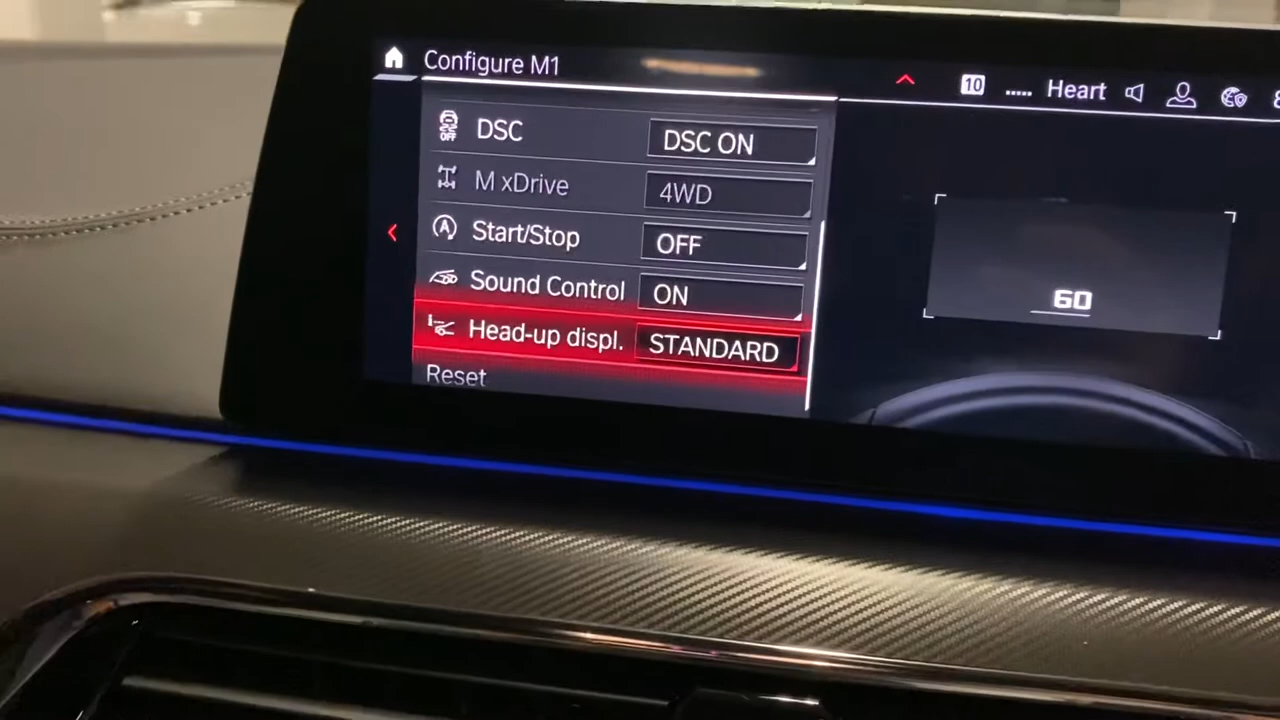 Configure M1
10 ..... Heart
DSC DSC ON
OFF
M xDrive 4WD
Start/Stop OFF
Sound Control ON
Head-up displ. STANDARD
Reset
60